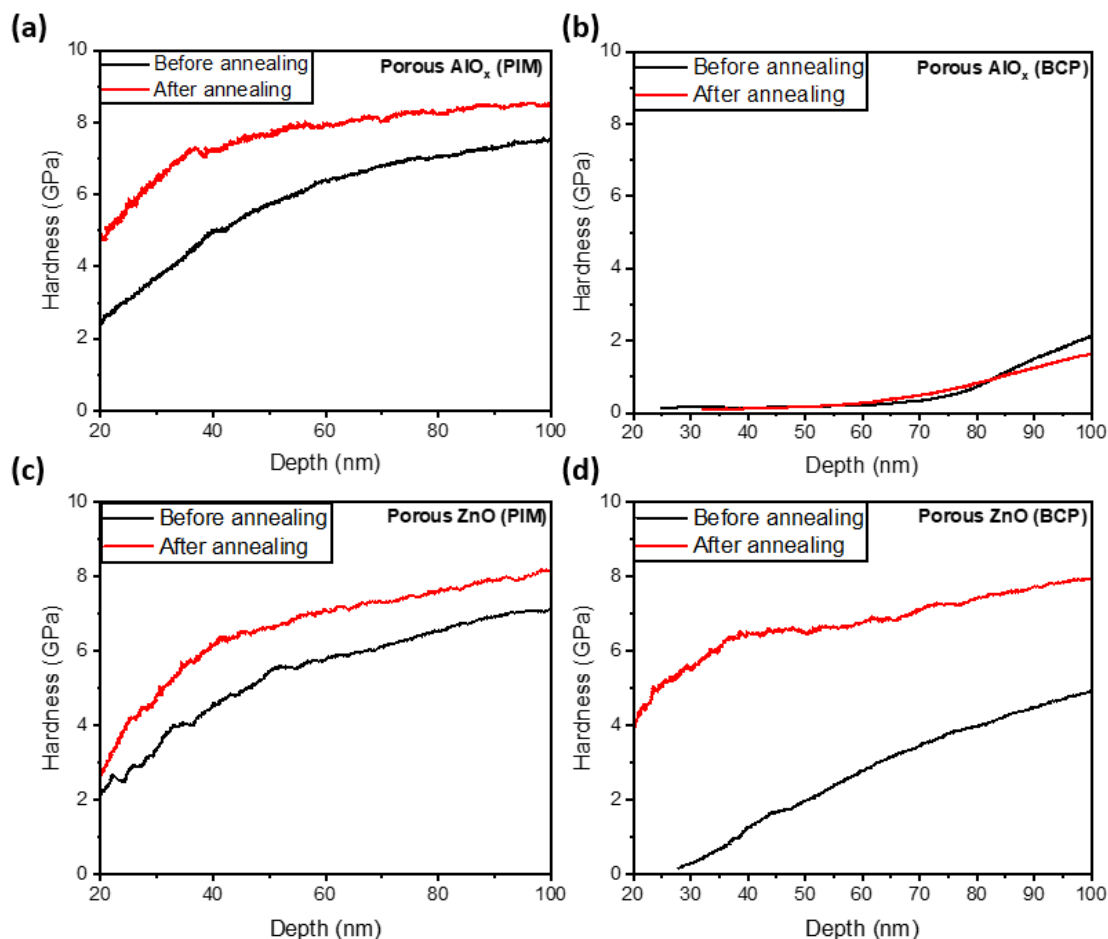 (a)
10
8
6
4
2
0
Hardness (GPa)
Before annealing
After annealing
Porous AlOₓ (PIM)
20 40 60 80 100
Depth (nm)
(b)
10
8
6
4
2
0
Hardness (GPa)
Before annealing
After annealing
Porous AlOₓ (BCP)
20 30 40 50 60 70 80 90 100
Depth (nm)
(c)
10
8
6
4
2
0
Hardness (GPa)
Before annealing
After annealing
Porous ZnO (PIM)
20 40 60 80 100
Depth (nm)
(d)
10
8
6
4
2
0
Hardness (GPa)
Before annealing
After annealing
Porous ZnO (BCP)
20 30 40 50 60 70 80 90 100
Depth (nm)